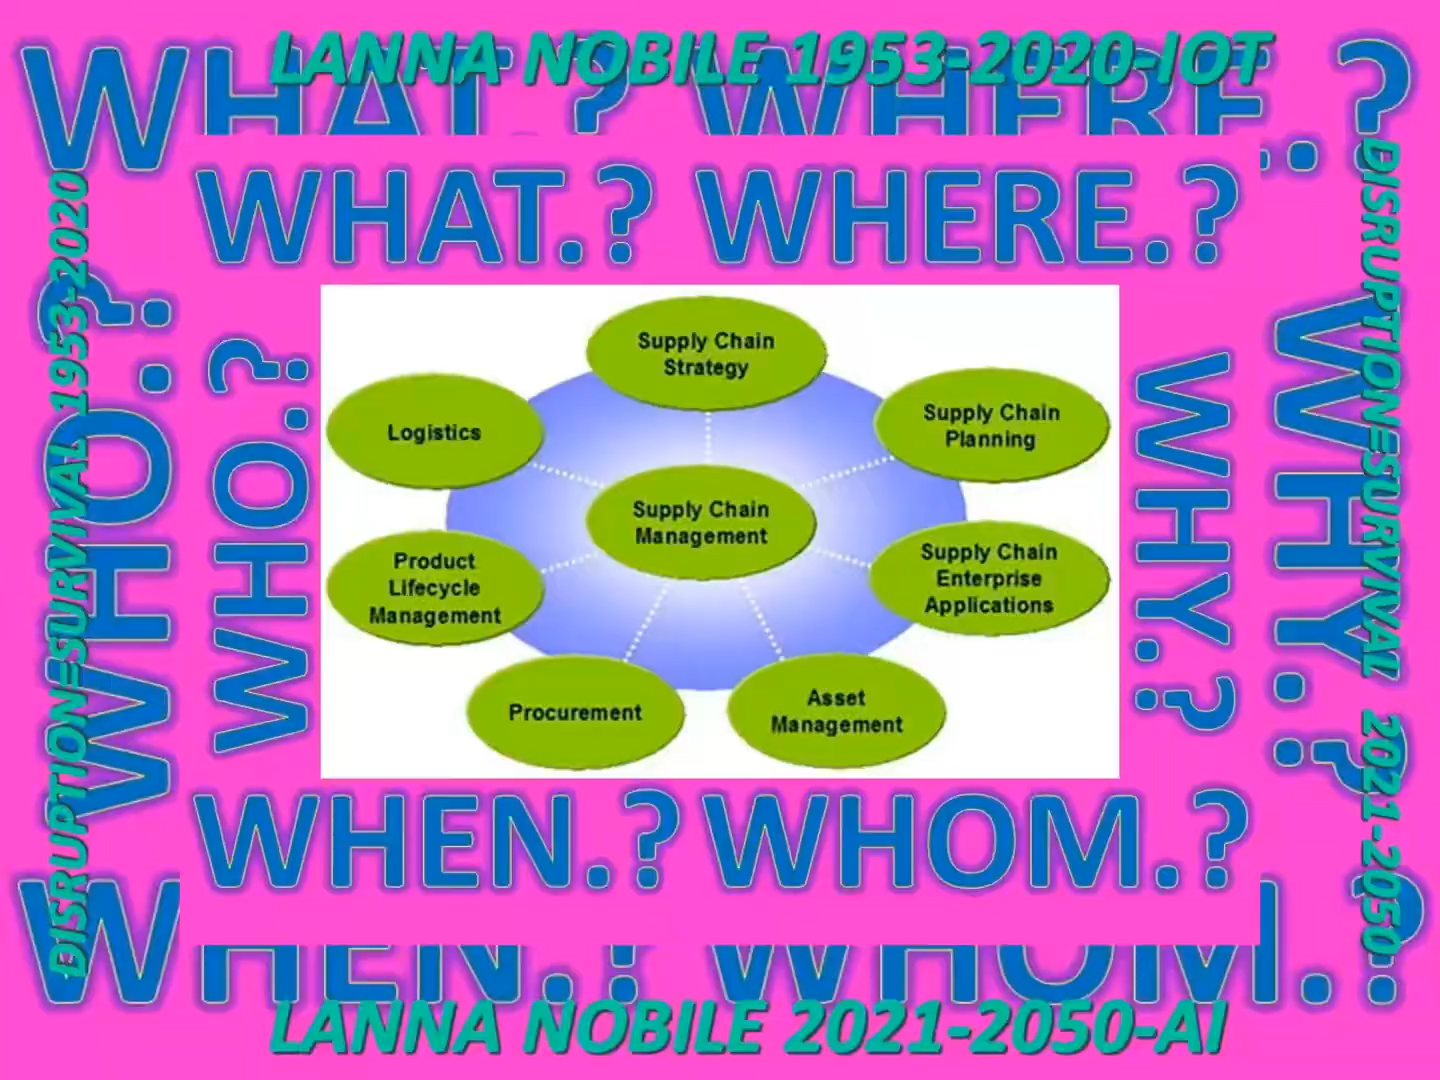 LANNA NOBILE 1953-2020-IOT
WHAT.? WHERE.?
WHAT.? WHERE.?
DISRUPTION=SURVIVAL 1953-2020
WHO.?
WHO.?
Supply Chain
Strategy
Logistics
Supply Chain
Planning
Supply Chain
Management
Product
Lifecycle
Management
Supply Chain
Enterprise
Applications
Procurement
Asset
Management
WHY.?
WHY.?
DISRUPTION=SURVIVAL 2021-2050
WHEN.? WHOM.?
WHEN.? WHOM.?
LANNA NOBILE 2021-2050-AI